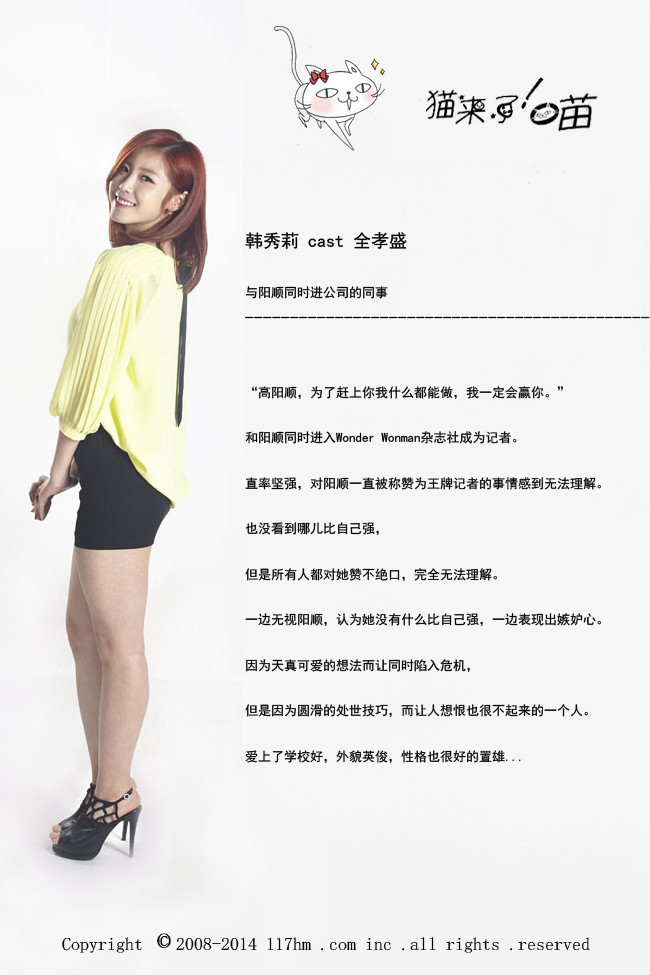 猫来了!喵
韩秀莉 cast 全孝盛
与阳顺同时进公司的同事
“高阳顺，为了赶上你我什么都能做，我一定会赢你。”
和阳顺同时进入Wonder Wonman杂志社成为记者。
直率坚强，对阳顺一直被称赞为王牌记者的事情感到无法理解。
也没看到哪儿比自己强，
但是所有人都对她赞不绝口，完全无法理解。
一边无视阳顺，认为她没有什么比自己强，一边表现出嫉妒心。
因为天真可爱的想法而让同时陷入危机，
但是因为圆滑的处世技巧，而让人想恨也很不起来的一个人。
爱上了学校好，外貌英俊，性格也很好的置雄...
Copyright © 2008-2014 117hm .com inc .all rights .reserved